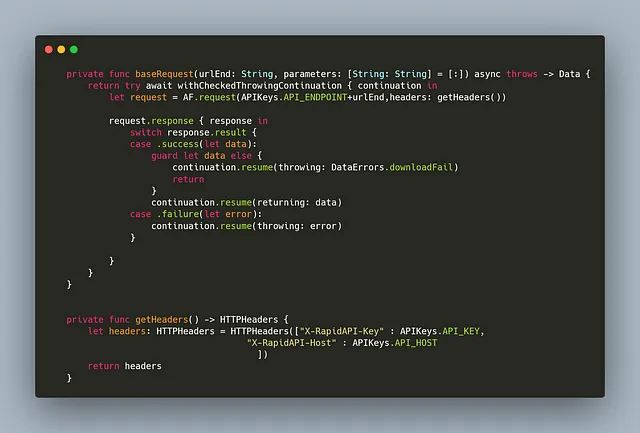 private func baseRequest(urlEnd: String, parameters: [String: String] = [:]) async throws -> Data {
return try await withCheckedThrowingContinuation { continuation in
let request = AF.request(APIKeys.API_ENDPOINT+urlEnd,headers: getHeaders())
request.response { response in
switch response.result {
case .success(let data):
guard let data else {
continuation.resume(throwing: DataErrors.downloadFail)
return
}
continuation.resume(returning: data)
case .failure(let error):
continuation.resume(throwing: error)
}
}
}
}
private func getHeaders() -> HTTPHeaders {
let headers: HTTPHeaders = HTTPHeaders(["X-RapidAPI-Key" : APIKeys.API_KEY,
"X-RapidAPI-Host" : APIKeys.API_HOST
])
return headers
}